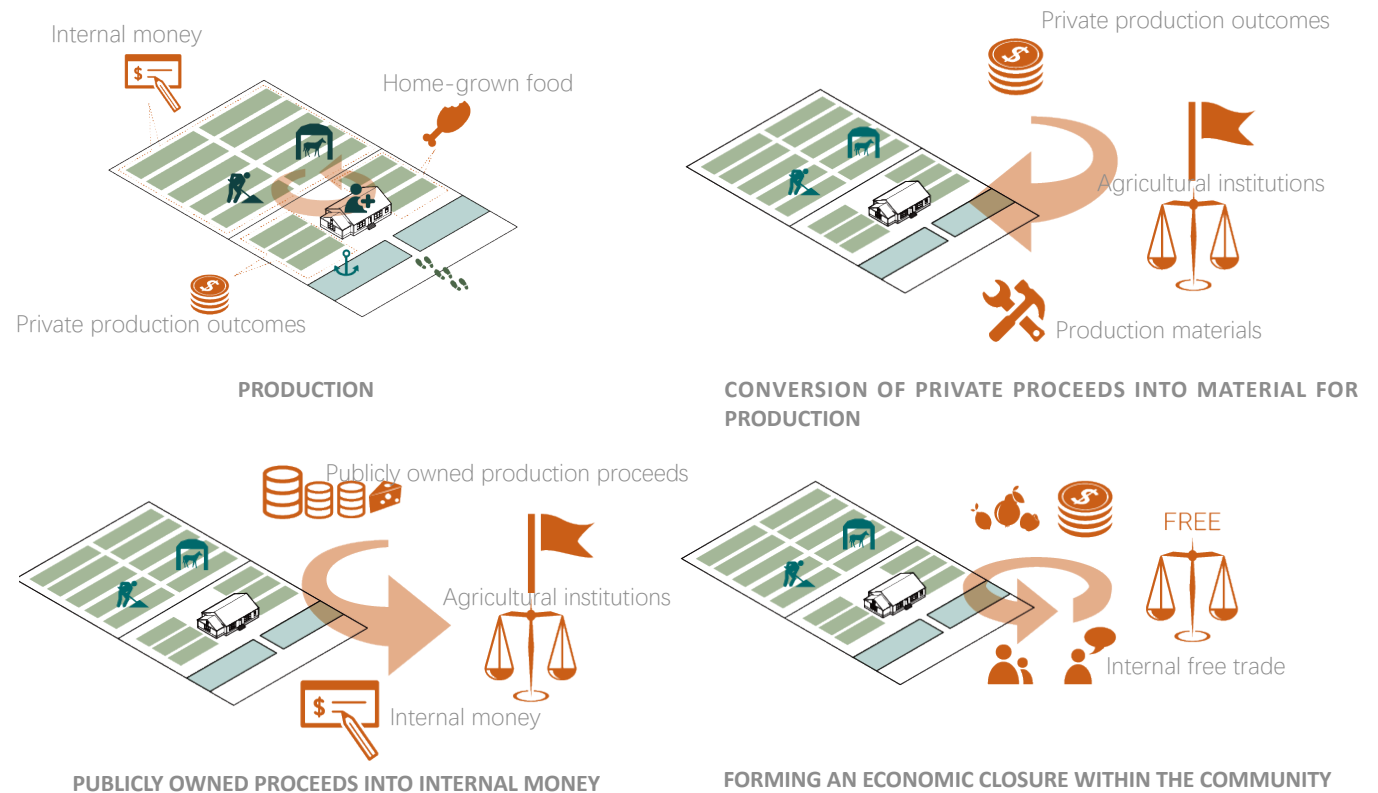 Internal money
$
Home-grown food
$
Private production outcomes
PRODUCTION
Private production outcomes
$
Agricultural institutions
Production materials
CONVERSION OF PRIVATE PROCEEDS INTO MATERIAL FOR
PRODUCTION
Publicly owned production proceeds
Agricultural institutions
$
Internal money
PUBLICLY OWNED PROCEEDS INTO INTERNAL MONEY
$
FREE
Internal free trade
FORMING AN ECONOMIC CLOSURE WITHIN THE COMMUNITY